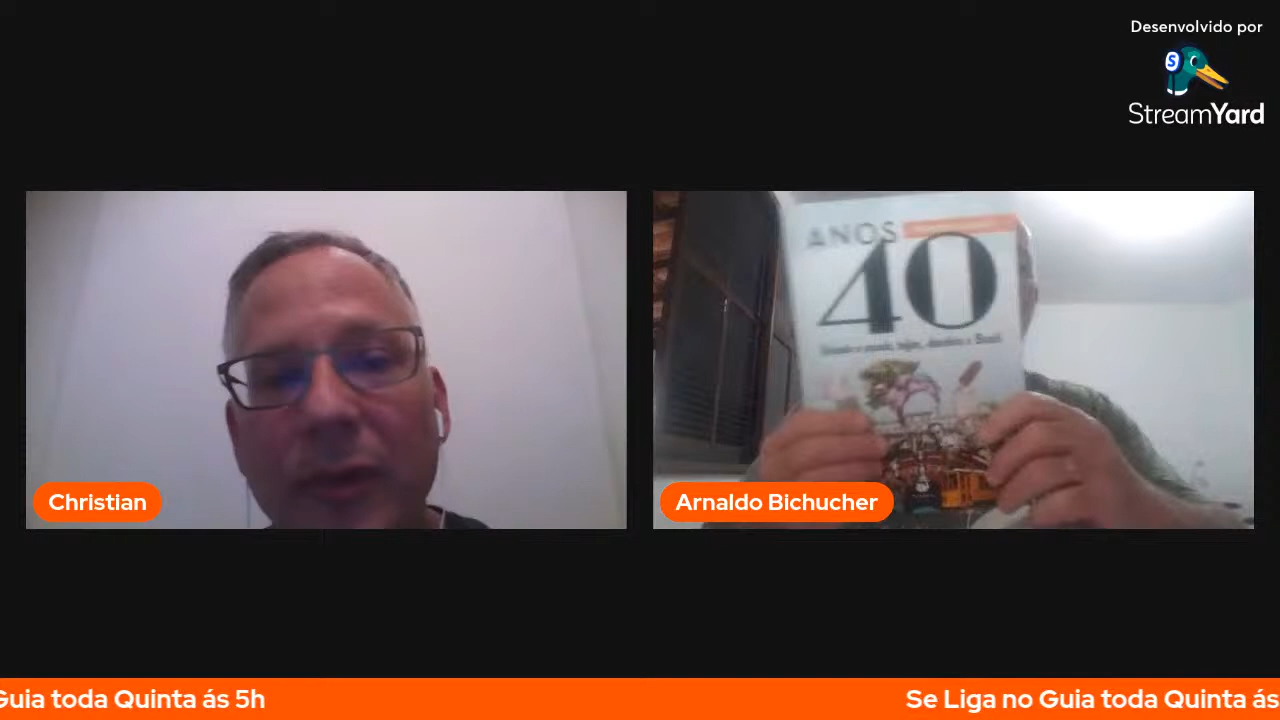 Desenvolvido por
S
StreamYard
ANOS
40
Christian
Arnaldo Bichucher
Guia toda Quinta ás 5h
Se Liga no Guia toda Quinta ás